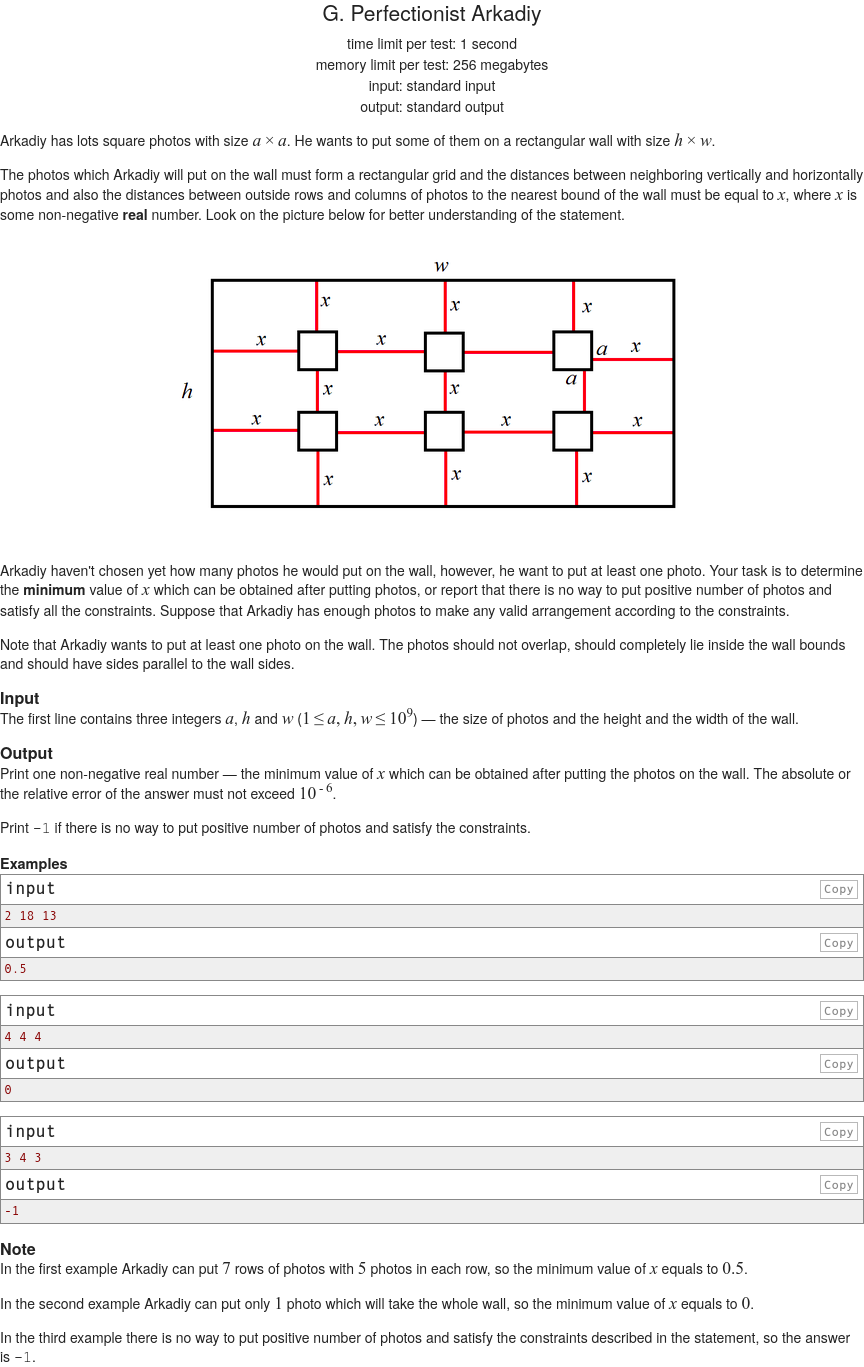 G. Perfectionist Arkadiy
time limit per test: 1 second
memory limit per test: 256 megabytes
input: standard input
output: standard output
Arkadiy has lots square photos with size a × a. He wants to put some of them on a rectangular wall with size h × w.
The photos which Arkadiy will put on the wall must form a rectangular grid and the distances between neighboring vertically and horizontally
photos and also the distances between outside rows and columns of photos to the nearest bound of the wall must be equal to x, where x is
some non-negative real number. Look on the picture below for better understanding of the statement.
w
x x x
x x a x
h a
x x
x x x x
x x x
Arkadiy haven't chosen yet how many photos he would put on the wall, however, he want to put at least one photo. Your task is to determine
the minimum value of x which can be obtained after putting photos, or report that there is no way to put positive number of photos and
satisfy all the constraints. Suppose that Arkadiy has enough photos to make any valid arrangement according to the constraints.
Note that Arkadiy wants to put at least one photo on the wall. The photos should not overlap, should completely lie inside the wall bounds
and should have sides parallel to the wall sides.
Input
The first line contains three integers a, h and w (1 ≤ a, h, w ≤ 10^9) — the size of photos and the height and the width of the wall.
Output
Print one non-negative real number — the minimum value of x which can be obtained after putting the photos on the wall. The absolute or
the relative error of the answer must not exceed 10^-6.
Print -1 if there is no way to put positive number of photos and satisfy the constraints.
Examples
input Copy
2 18 13
output Copy
0.5
input Copy
4 4 4
output Copy
0
input Copy
3 4 3
output Copy
-1
Note
In the first example Arkadiy can put 7 rows of photos with 5 photos in each row, so the minimum value of x equals to 0.5.
In the second example Arkadiy can put only 1 photo which will take the whole wall, so the minimum value of x equals to 0.
In the third example there is no way to put positive number of photos and satisfy the constraints described in the statement, so the answer
is -1.